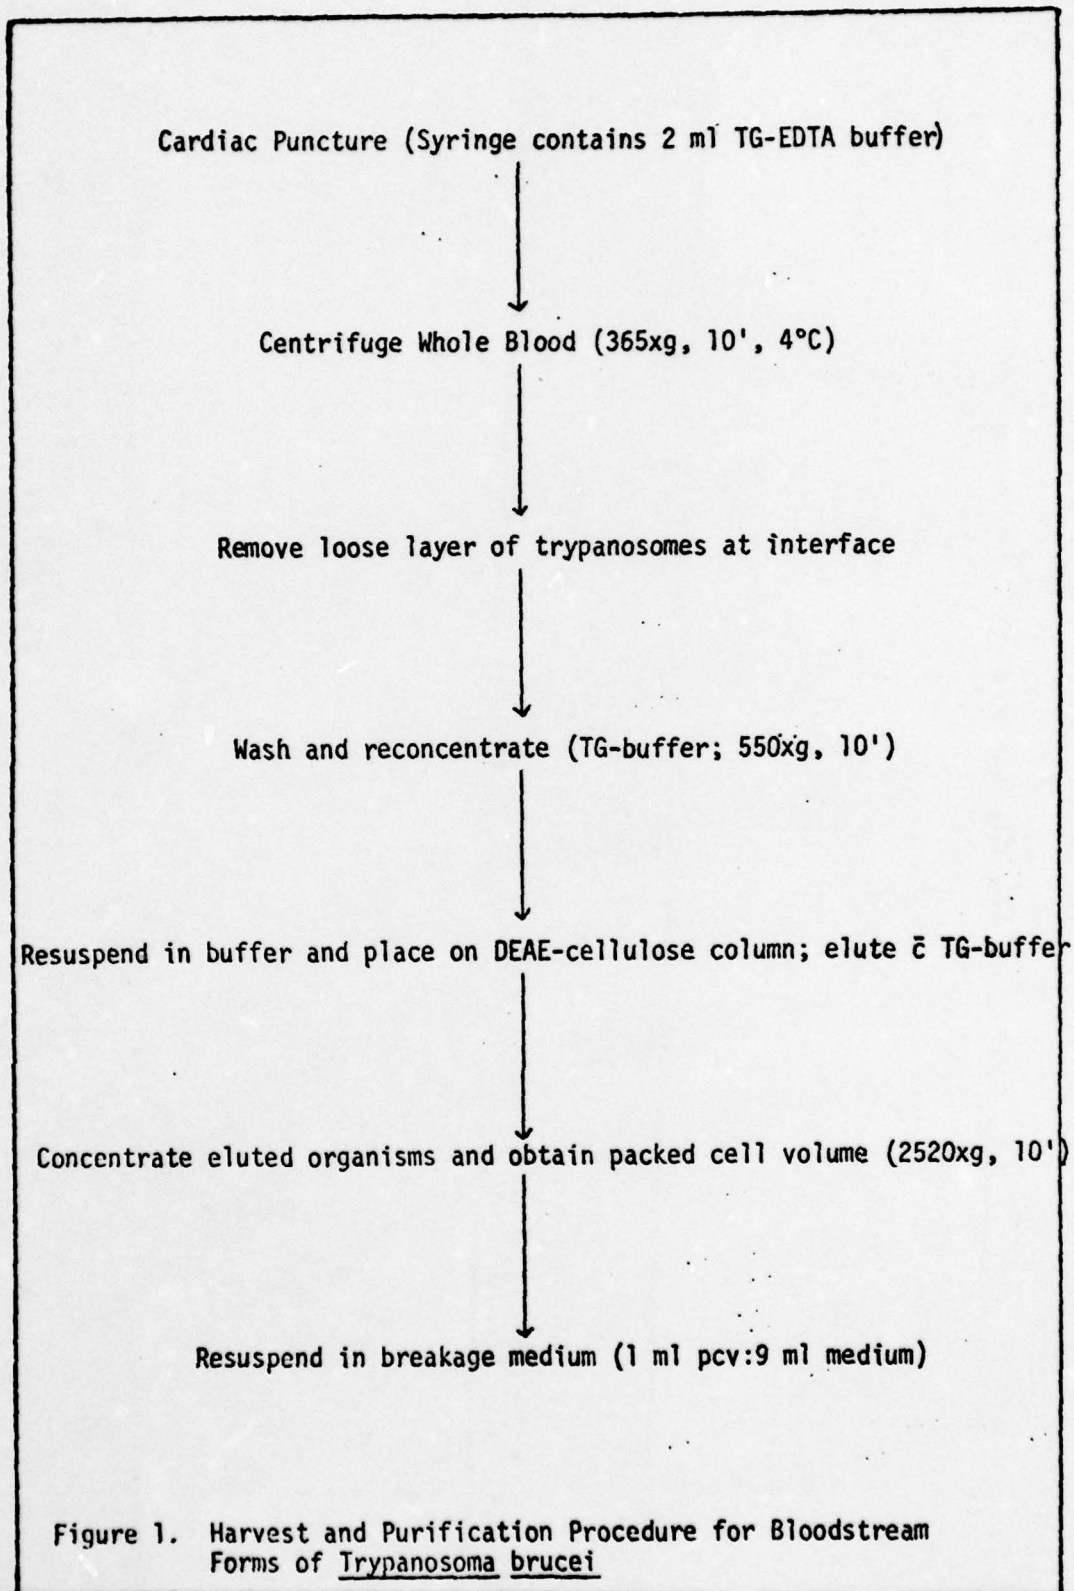 Cardiac Puncture (Syringe contains 2 ml TG-EDTA buffer)
Centrifuge Whole Blood (365xg, 10', 4°C)
Remove loose layer of trypanosomes at interface
Wash and reconcentrate (TG-buffer; 550xg, 10')
Resuspend in buffer and place on DEAE-cellulose column; elute c̄ TG-buffer
Concentrate eluted organisms and obtain packed cell volume (2520xg, 10')
Resuspend in breakage medium (1 ml pcv:9 ml medium)
Figure 1. Harvest and Purification Procedure for Bloodstream
Forms of Trypanosoma brucei